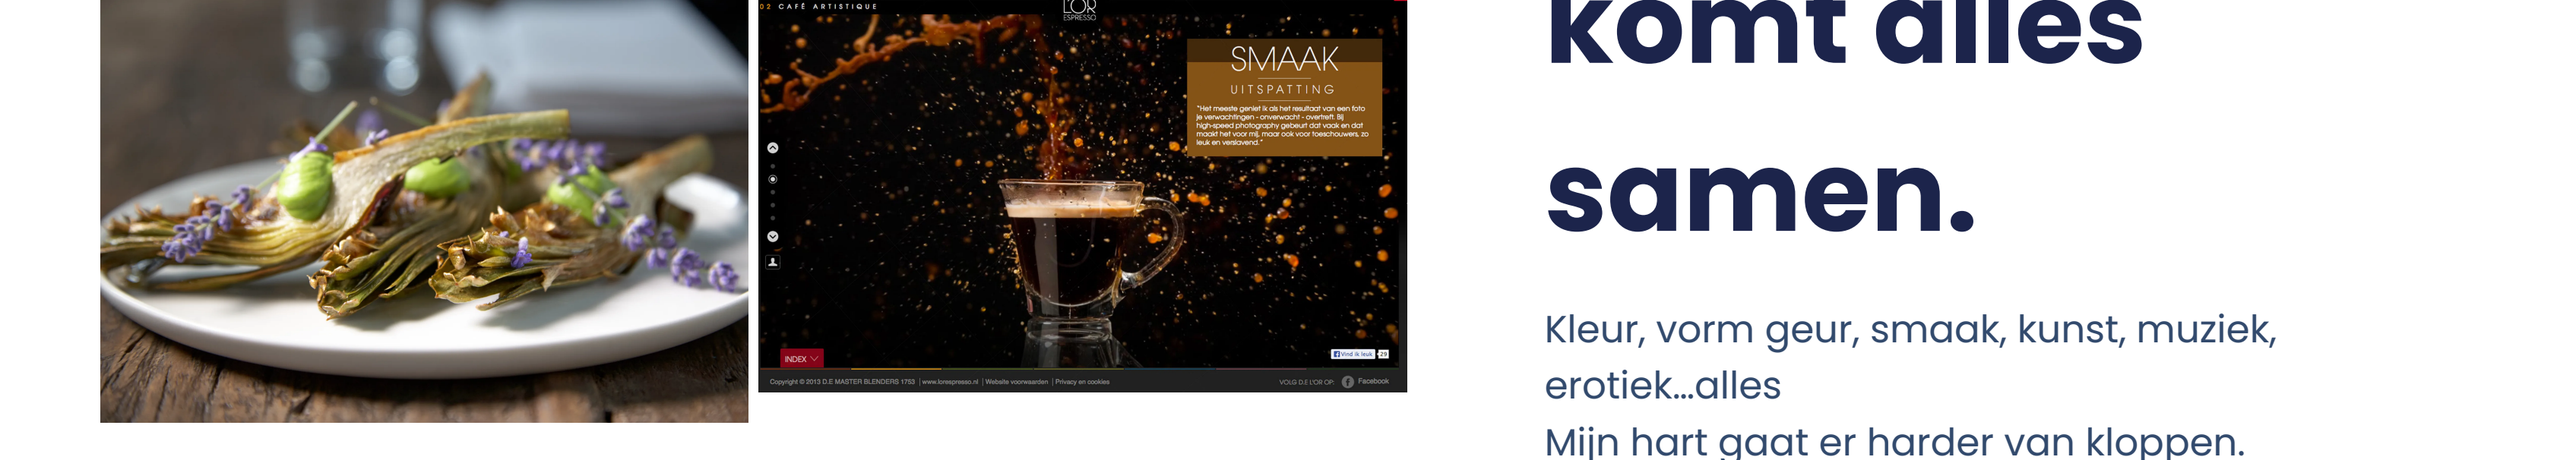 02 CAFÉ ARTISTIQUE
L'OR
ESPRESSO
SMAAK
UITSPATTING
"Het meeste geniet ik als het resultaat van een foto
je verwachtingen - onverwacht - overtreft. Bij
high-speed photography gebeurt dat vaak en dat
maakt het voor mij, maar ook voor toeschouwers, zo
leuk en verslavend."
INDEX
Vind ik leuk 29
Copyright © 2013 D.E MASTER BLENDERS 1753 | www.lorespresso.nl | Website voorwaarden | Privacy en cookies
VOLG D.E L'OR OP: Facebook
komt alles
samen.
Kleur, vorm geur, smaak, kunst, muziek,
erotiek...alles
Mijn hart gaat er harder van kloppen.